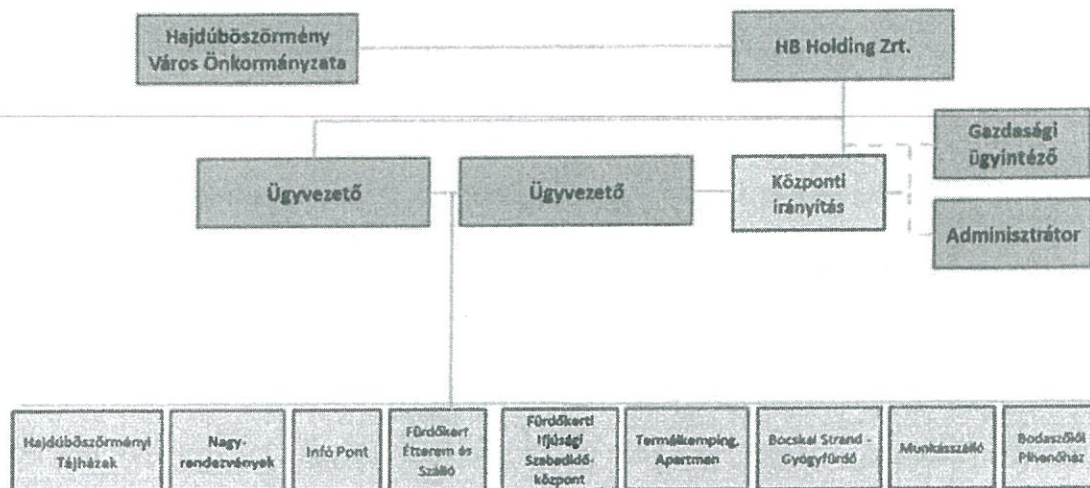 Hajdúböszörmény
Város Önkormányzata
HB Holding Zrt.
Gazdasági
ügyintéző
Ügyvezető
Ügyvezető
Központi
irányítás
Adminisztrátor
Hajdúböszörményi
Tájházak
Nagy-
rendezvények
Infó Pont
Fürdőkert
Étterem és
Szálló
Fürdőkerti
Ifjúsági
Szabadidő-
központ
Termálkemping,
Apartman
Bocskai Strand -
Gyógyfürdő
Munkásszálló
Bodaszőlői
Pihenőház